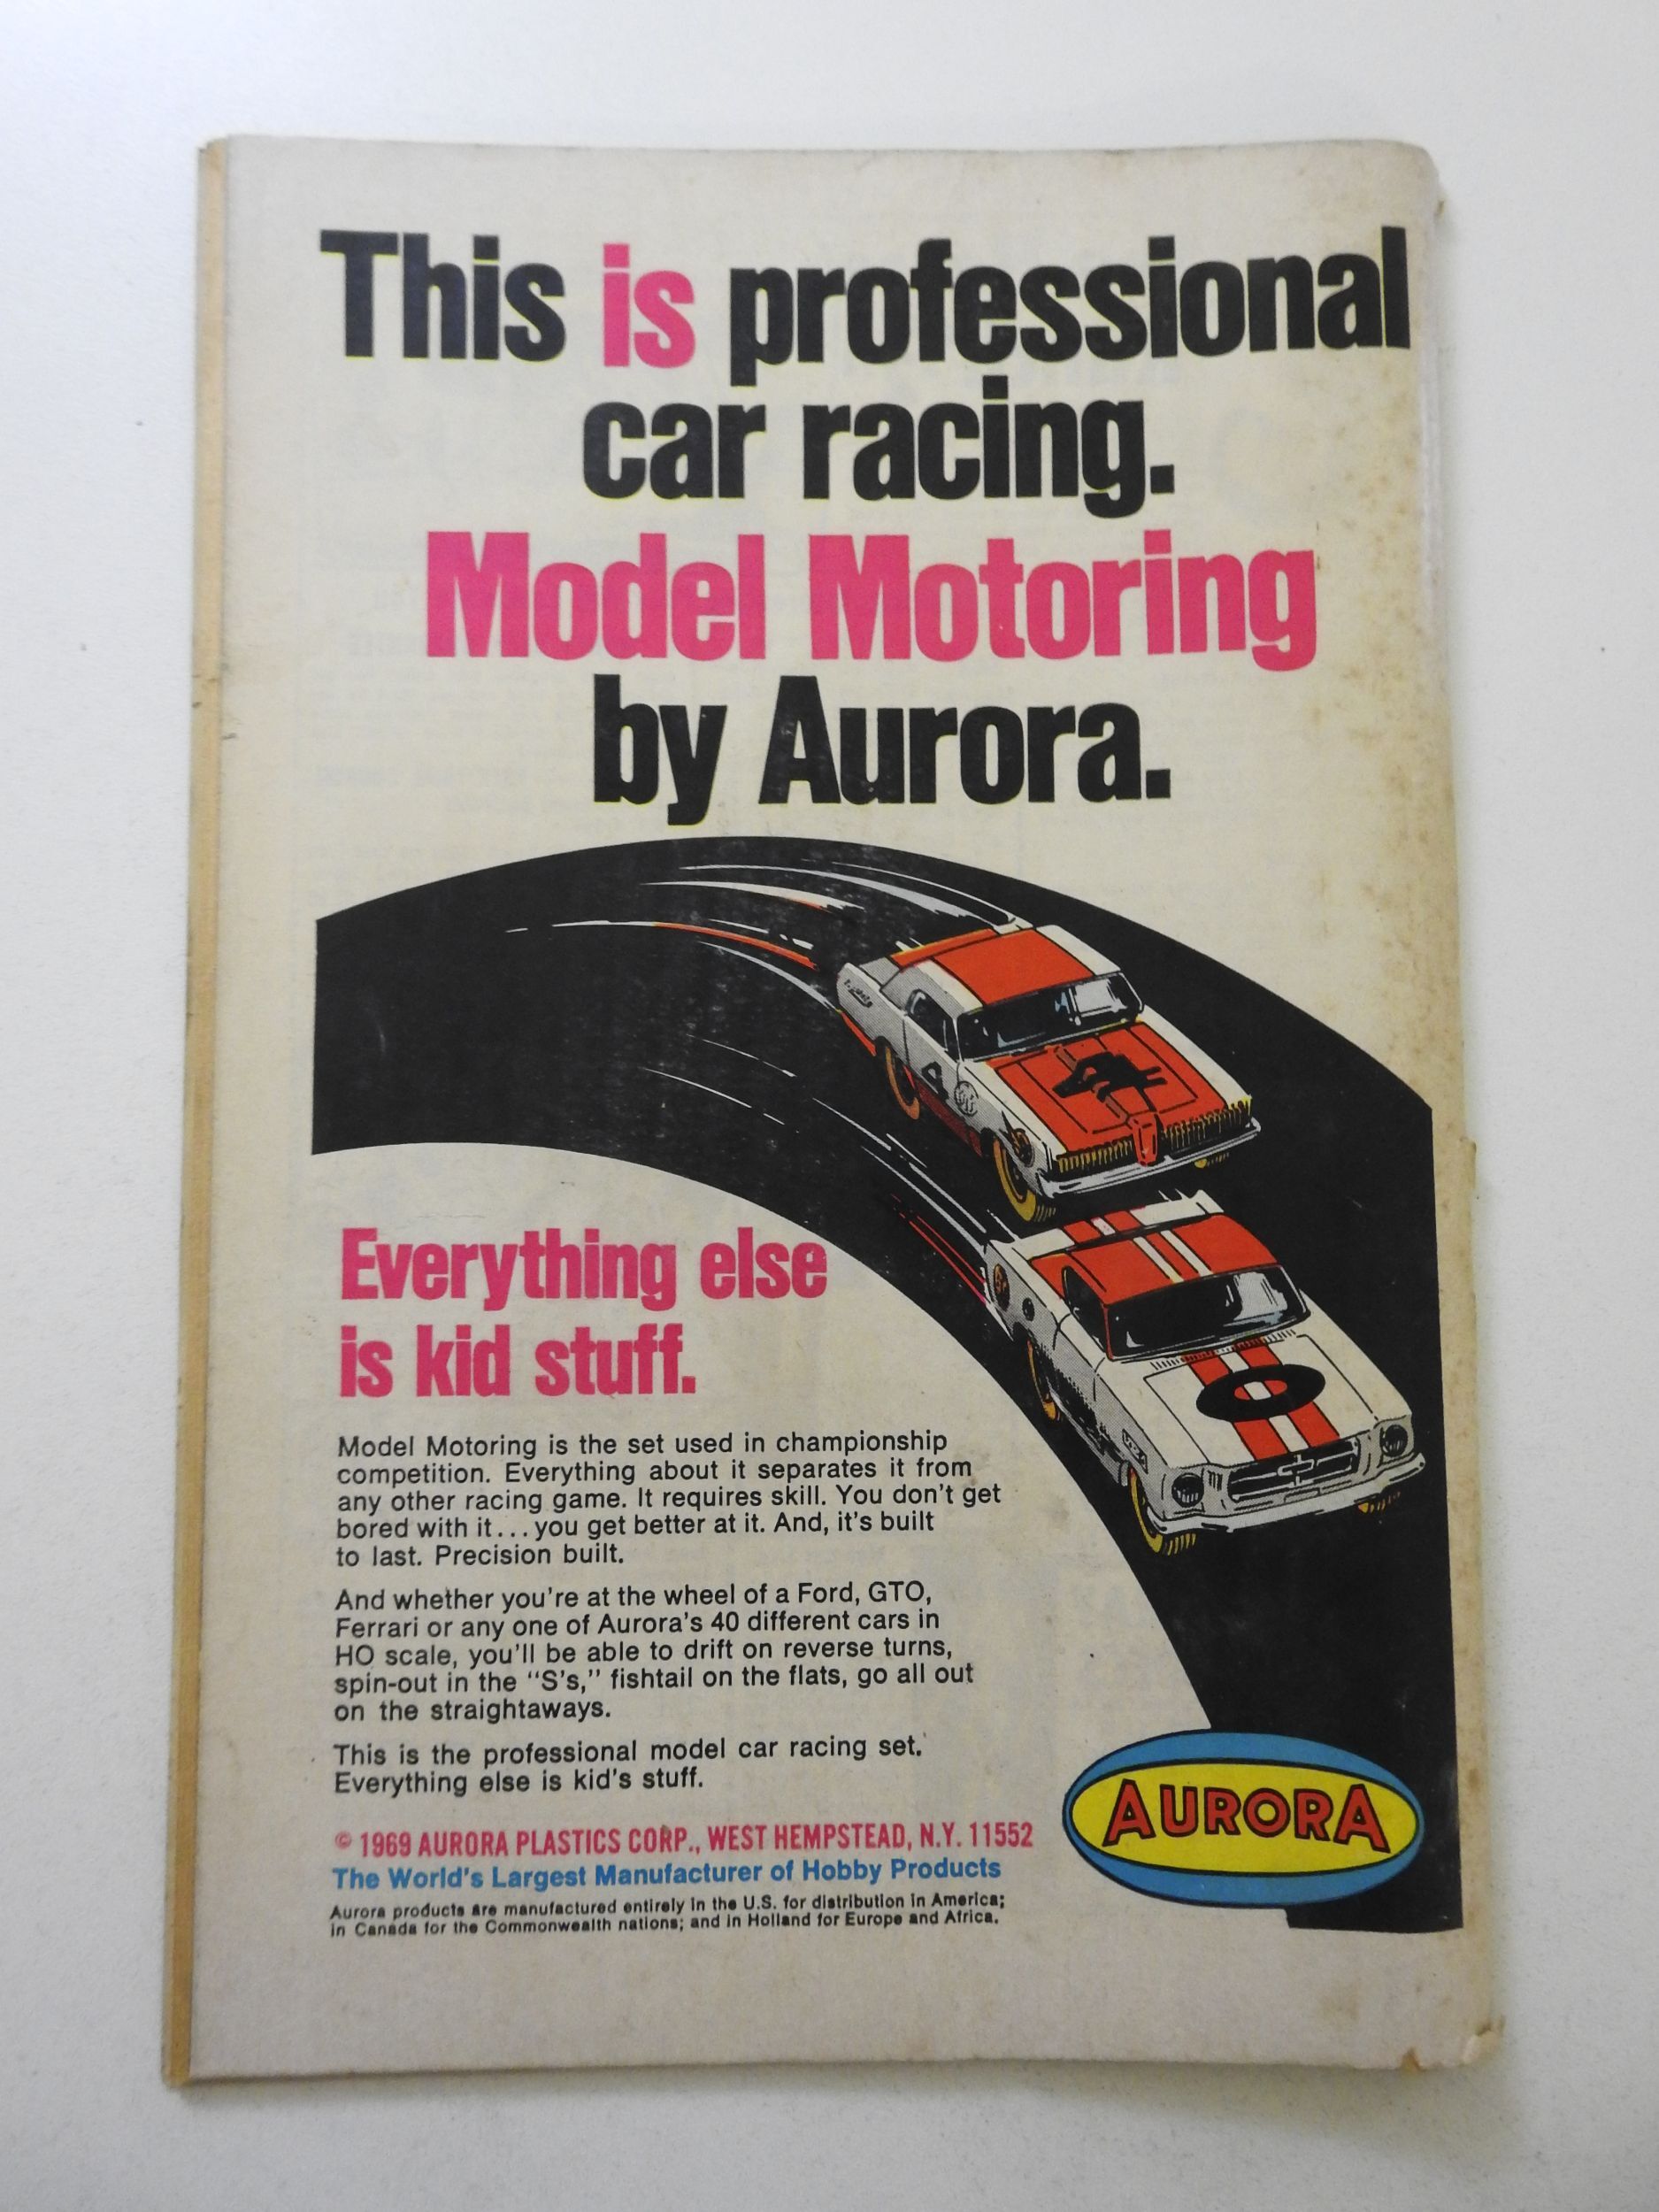 This is professional
car racing.
Model Motoring
by Aurora.
4
4
0
Everything else
is kid stuff.
Model Motoring is the set used in championship
competition. Everything about it separates it from
any other racing game. It requires skill. You don't get
bored with it...you get better at it. And, it's built
to last. Precision built.
And whether you're at the wheel of a Ford, GTO,
Ferrari or any one of Aurora's 40 different cars in
HO scale, you'll be able to drift on reverse turns,
spin-out in the "S's," fishtail on the flats, go all out
on the straightaways.
This is the professional model car racing set.
Everything else is kid's stuff.
AURORA
© 1969 AURORA PLASTICS CORP., WEST HEMPSTEAD, N.Y. 11552
The World's Largest Manufacturer of Hobby Products
Aurora products are manufactured entirely in the U.S. for distribution in America;
in Canada for the Commonwealth nations; and in Holland for Europe and Africa.